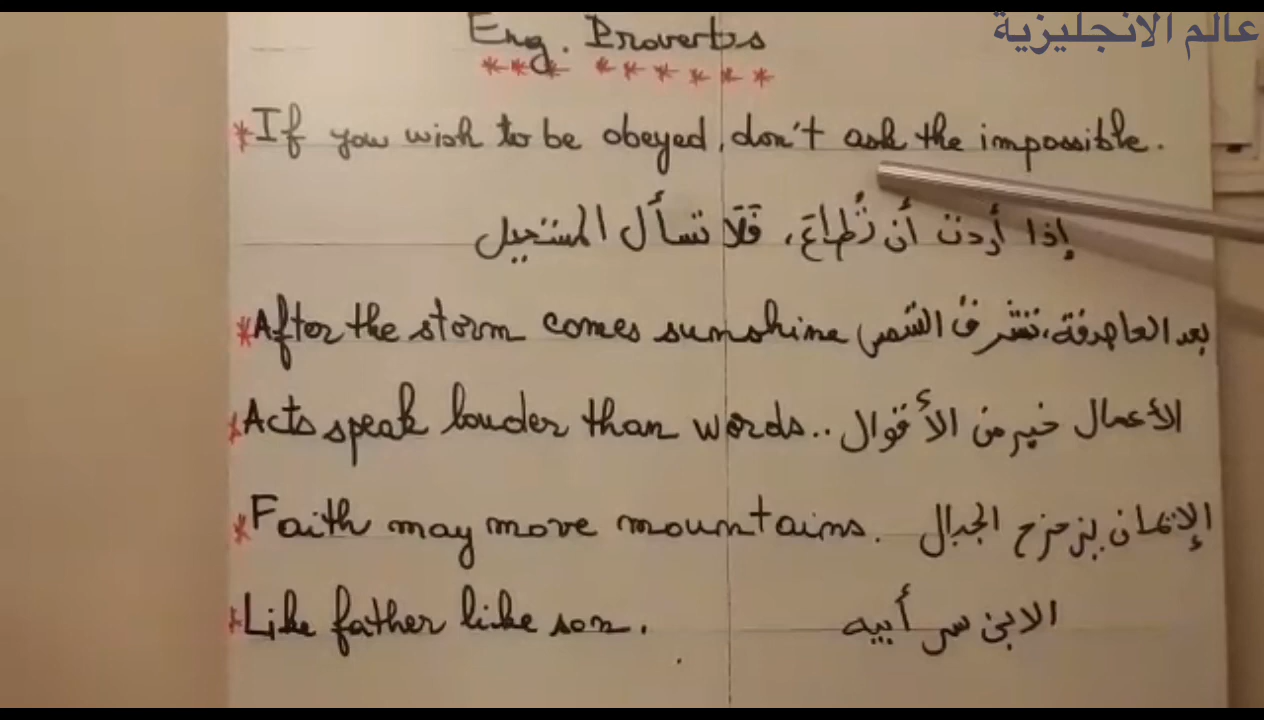 عالم الانجليزية
Eng. Proverbs
*If you wish to be obeyed, don't ask the impossible.
إذا أردت أن تُطاعَ، فَلَا تسأل المستحيل
*After the storm comes sunshine بعد العاصفة، تشرق الشمس
*Acts speak louder than words.. الأعمال خير من الأقوال
*Faith may move mountains. الإيمان يزحزح الجبال
*Like father like son. الابن سر أبيه